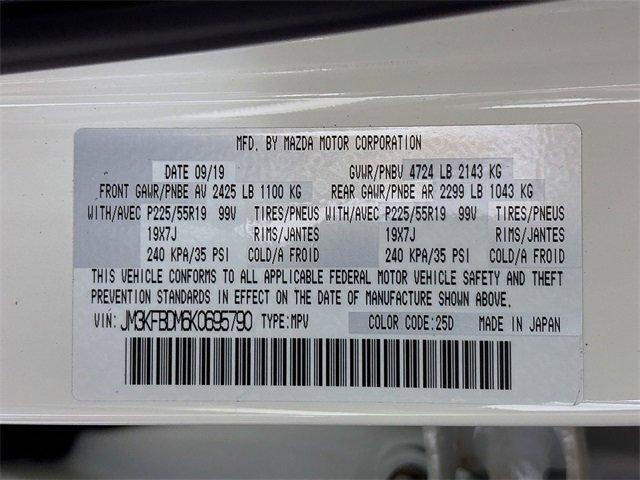 MFD. BY MAZDA MOTOR CORPORATION
DATE 09/19 GVWR/PNBV 4724 LB 2143 KG
FRONT GAWR/PNBE AV 2425 LB 1100 KG REAR GAWR/PNBE AR 2299 LB 1043 KG
WITH/AVEC P225/55R19 99V TIRES/PNEUS WITH/AVEC P225/55R19 99V TIRES/PNEUS
19X7J RIMS/JANTES 19X7J RIMS/JANTES
240 KPA/35 PSI COLD/A FROID 240 KPA/35 PSI COLD/A FROID
THIS VEHICLE CONFORMS TO ALL APPLICABLE FEDERAL MOTOR VEHICLE SAFETY AND THEFT
PREVENTION STANDARDS IN EFFECT ON THE DATE OF MANUFACTURE SHOWN ABOVE.
VIN: JM3KFBDM6K0695790 TYPE:MPV COLOR CODE:25D MADE IN JAPAN